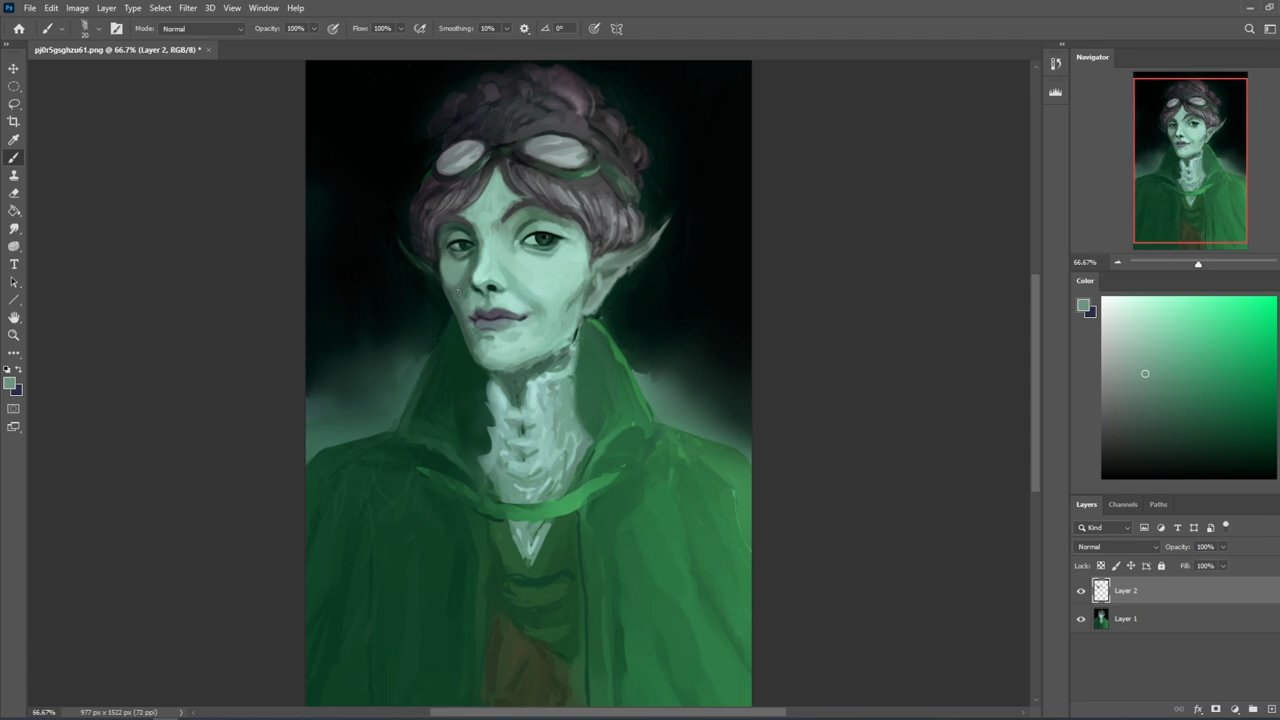 Ps File Edit Image Layer Type Select Filter 3D View Window Help
20 Mode: Normal Opacity: 100% Flow: 100% Smoothing: 10% 0°
pj0r5gsghzu61.png @ 66.7% (Layer 2, RGB/8) * ×
Navigator
66.67%
Color
Layers Channels Paths
Kind
Normal Opacity: 100%
Lock: Fill: 100%
Layer 2
Layer 1
66.67% 977 px x 1522 px (72 ppi)